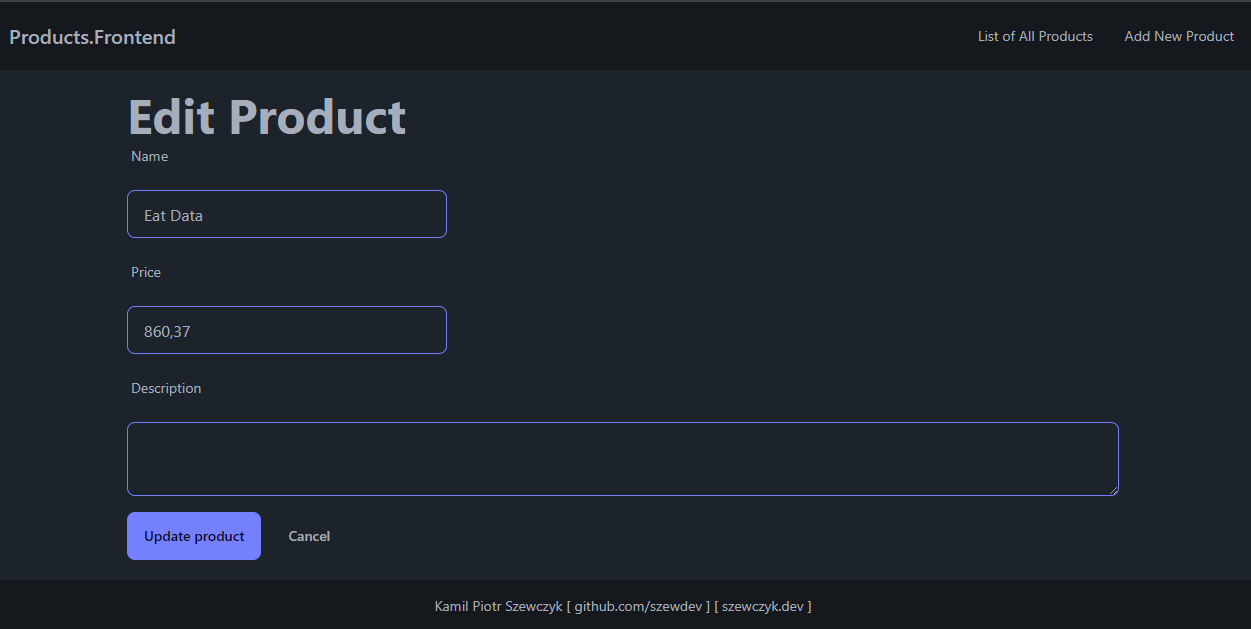 Products.Frontend
List of All Products
Add New Product
Edit Product
Name
Eat Data
Price
860,37
Description
Update product
Cancel
Kamil Piotr Szewczyk [ github.com/szewdev ] [ szewczyk.dev ]